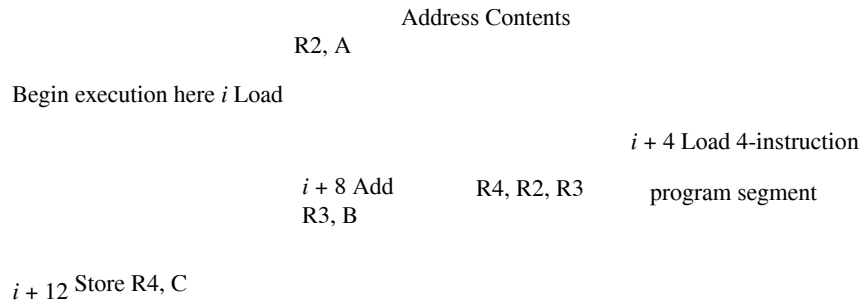 Address Contents
R2, A
Begin execution here i Load
i + 4 Load 4-instruction
i + 8 Add R4, R2, R3 program segment
R3, B
i + 12 Store R4, C